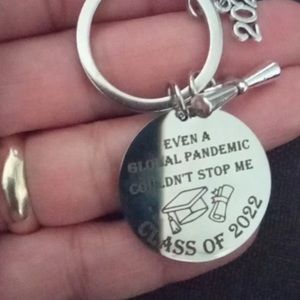 EVEN A
GLOBAL PANDEMIC
COULDN'T STOP ME
CLASS OF 2022